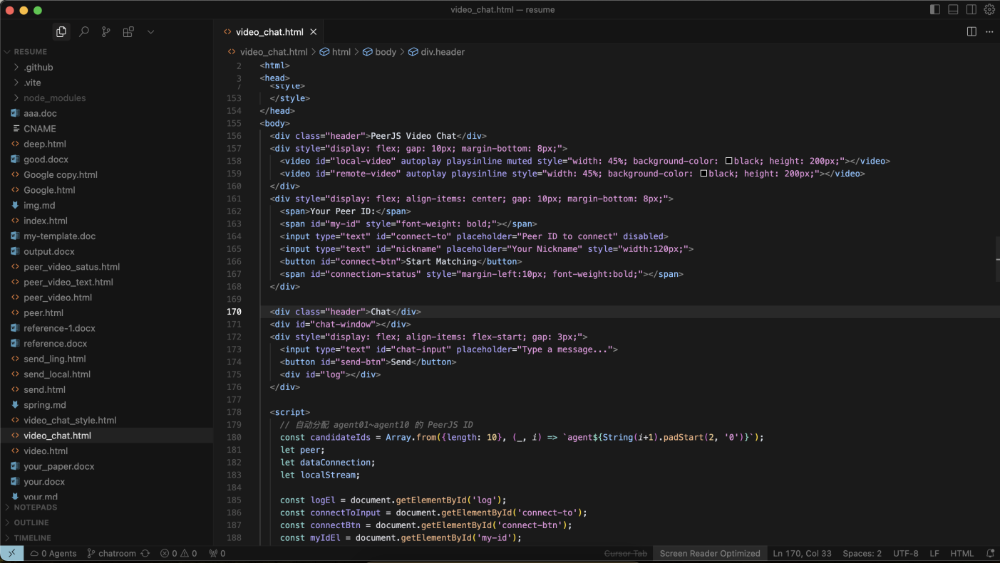 video_chat.html — resume
video_chat.html
RESUME
.github
.vite
node_modules
aaa.doc
CNAME
deep.html
good.docx
Google copy.html
Google.html
img.md
index.html
my-template.doc
output.docx
peer_video_satus.html
peer_video_text.html
peer_video.html
peer.html
reference-1.docx
reference.docx
send_ling.html
send_local.html
send.html
spring.md
video_chat_style.html
video_chat.html
video.html
your_paper.docx
your.docx
your.md
NOTEPADS
OUTLINE
TIMELINE
video_chat.html > html > body > div.header
2 <html>
3 <head>
7 <style>
153 </style>
154 </head>
155 <body>
156 <div class="header">PeerJS Video Chat</div>
157 <div style="display: flex; gap: 10px; margin-bottom: 8px;">
158 <video id="local-video" autoplay playsinline muted style="width: 45%; background-color: black; height: 200px;"></video>
159 <video id="remote-video" autoplay playsinline style="width: 45%; background-color: black; height: 200px;"></video>
160 </div>
161 <div style="display: flex; align-items: center; gap: 10px; margin-bottom: 8px;">
162 <span>Your Peer ID:</span>
163 <span id="my-id" style="font-weight: bold;"></span>
164 <input type="text" id="connect-to" placeholder="Peer ID to connect" disabled>
165 <input type="text" id="nickname" placeholder="Your Nickname" style="width:120px;">
166 <button id="connect-btn">Start Matching</button>
167 <span id="connection-status" style="margin-left:10px; font-weight:bold;"></span>
168 </div>
169
170 <div class="header">Chat</div>
171 <div id="chat-window"></div>
172 <div style="display: flex; align-items: flex-start; gap: 3px;">
173 <input type="text" id="chat-input" placeholder="Type a message...">
174 <button id="send-btn">Send</button>
175 <div id="log"></div>
176 </div>
177
178 <script>
179 // 自动分配 agent01~agent10 的 PeerJS ID
180 const candidateIds = Array.from({length: 10}, (_, i) => `agent${String(i+1).padStart(2, '0')}`);
181 let peer;
182 let dataConnection;
183 let localStream;
184
185 const logEl = document.getElementById('log');
186 const connectToInput = document.getElementById('connect-to');
187 const connectBtn = document.getElementById('connect-btn');
188 const myIdEl = document.getElementById('my-id');
0 Agents chatroom 0 0 0 Cursor Tab Screen Reader Optimized Ln 170, Col 33 Spaces: 2 UTF-8 LF HTML